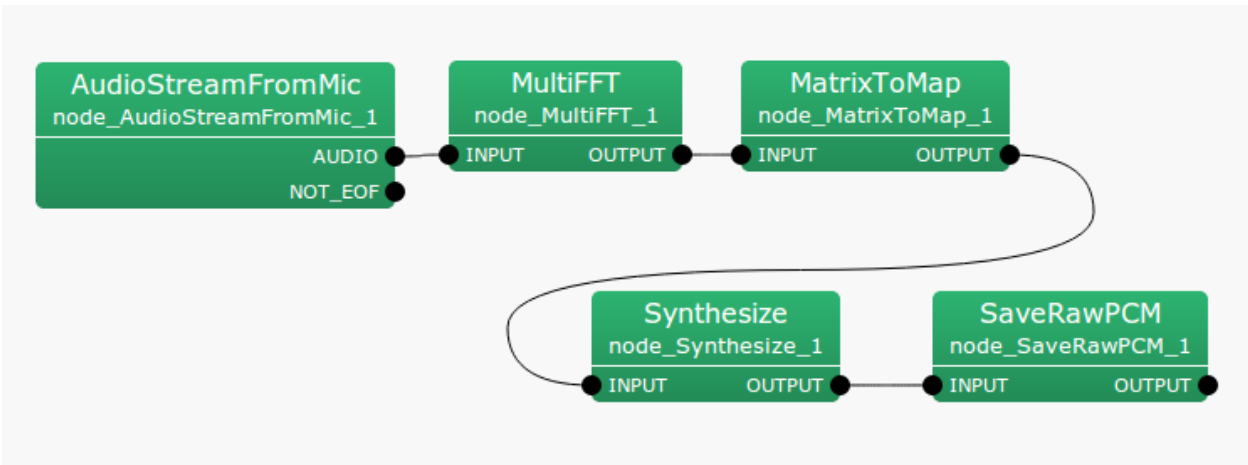 AudioStreamFromMic
node_AudioStreamFromMic_1
AUDIO
NOT_EOF
MultiFFT
node_MultiFFT_1
INPUT OUTPUT
MatrixToMap
node_MatrixToMap_1
INPUT OUTPUT
Synthesize
node_Synthesize_1
INPUT OUTPUT
SaveRawPCM
node_SaveRawPCM_1
INPUT OUTPUT